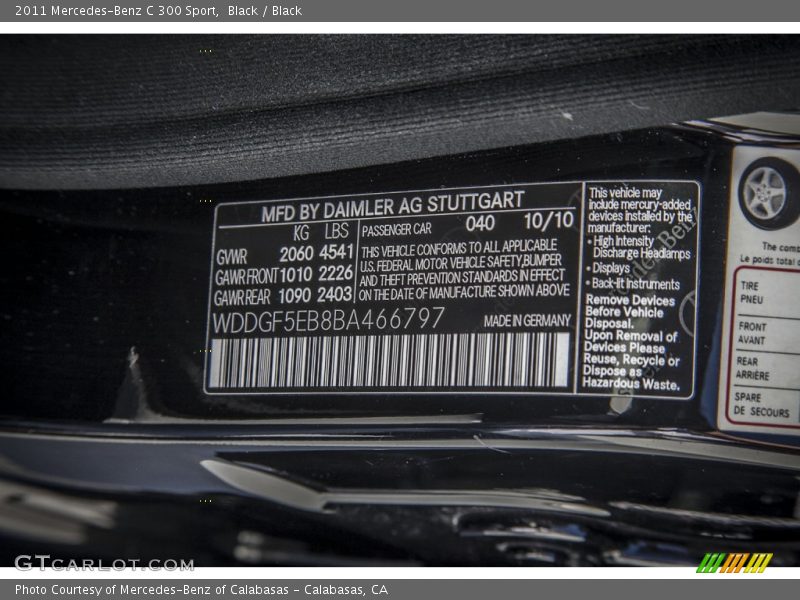 2011 Mercedes-Benz C 300 Sport, Black / Black
MFD BY DAIMLER AG STUTTGART
KG LBS
GVWR 2060 4541
GAWR FRONT 1010 2226
GAWR REAR 1090 2403
PASSENGER CAR 040 10/10
THIS VEHICLE CONFORMS TO ALL APPLICABLE
U.S. FEDERAL MOTOR VEHICLE SAFETY,BUMPER
AND THEFT PREVENTION STANDARDS IN EFFECT
ON THE DATE OF MANUFACTURE SHOWN ABOVE
WDDGF5EB8BA466797
MADE IN GERMANY
This vehicle may
include mercury-added
devices installed by the
manufacturer:
• High Intensity
Discharge Headlamps
• Displays
• Back-lit Instruments
Remove Devices
Before Vehicle
Disposal.
Upon Removal of
Devices Please
Reuse, Recycle or
Dispose as
Hazardous Waste.
The comb
Le poids total d
TIRE
PNEU
FRONT
AVANT
REAR
ARRIÈRE
SPARE
DE SECOURS
GTCARLOT.COM
Photo Courtesy of Mercedes-Benz of Calabasas - Calabasas, CA